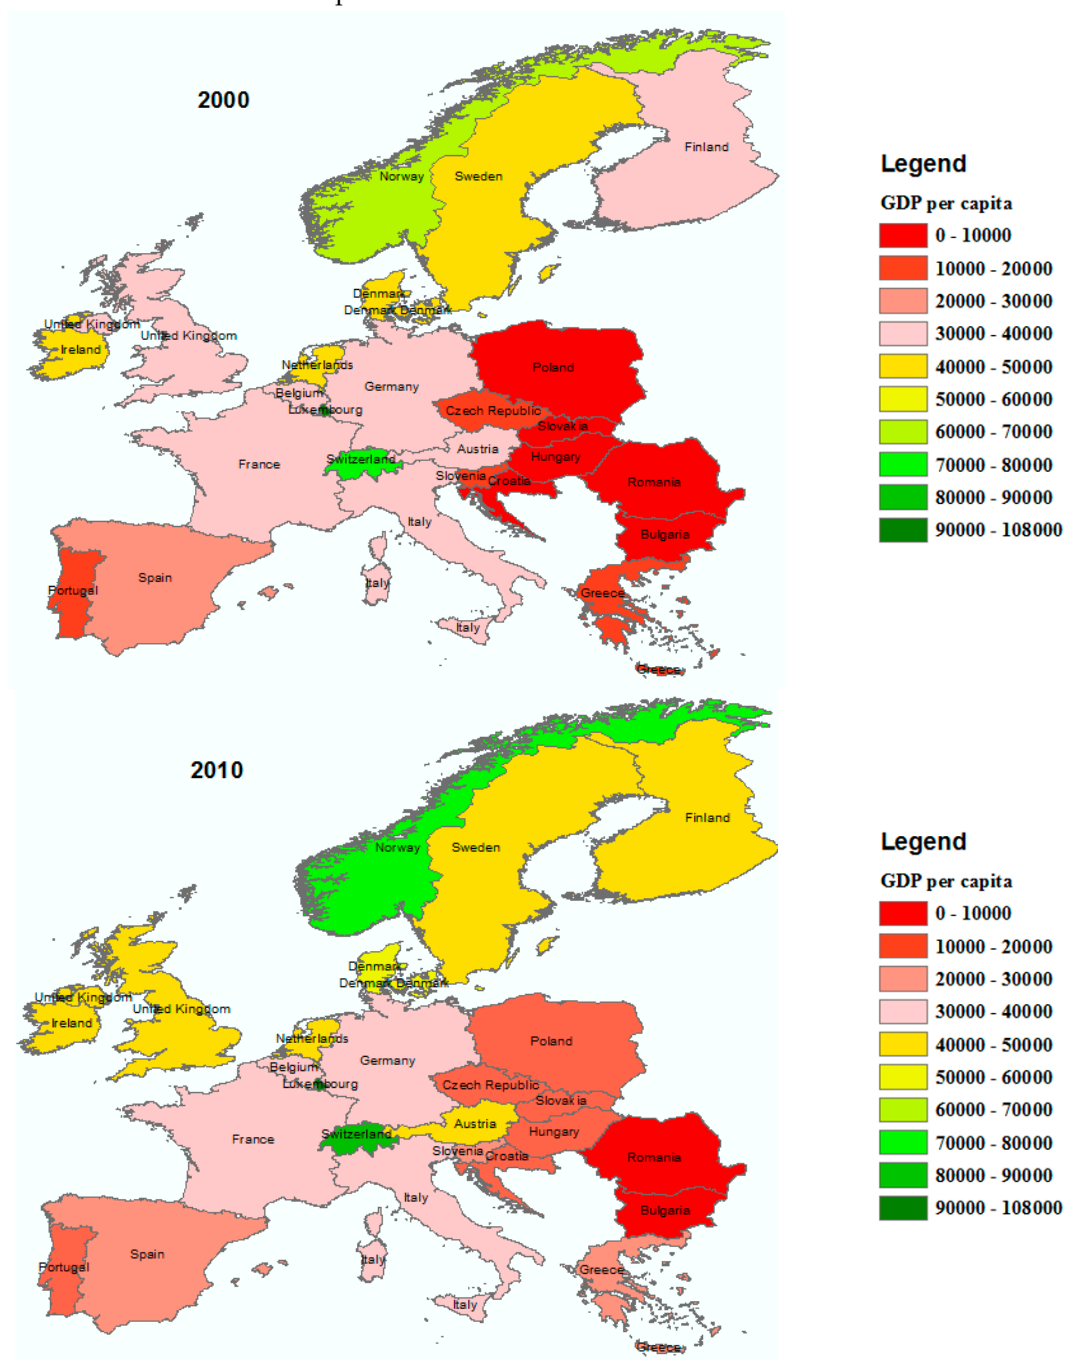 2000
Finland
Norway
Sweden
Denmark
Denmark Denmark
United Kingdom
United Kingdom
Ireland
Netherlands
Poland
Germany
Belgium
Luxembourg
Czech Republic
Slovakia
Austria
Hungary
France
Switzerland
Slovenia
Croatia
Romania
Italy
Bulgaria
Spain
Italy
Portugal
Greece
Italy
Greece
Legend
GDP per capita
0 - 10000
10000 - 20000
20000 - 30000
30000 - 40000
40000 - 50000
50000 - 60000
60000 - 70000
70000 - 80000
80000 - 90000
90000 - 108000
2010
Finland
Norway
Sweden
Denmark
Denmark Denmark
United Kingdom
United Kingdom
Ireland
Netherlands
Poland
Germany
Belgium
Luxembourg
Czech Republic
Slovakia
Austria
Hungary
France
Switzerland
Slovenia
Croatia
Romania
Italy
Bulgaria
Spain
Italy
Portugal
Greece
Italy
Greece
Legend
GDP per capita
0 - 10000
10000 - 20000
20000 - 30000
30000 - 40000
40000 - 50000
50000 - 60000
60000 - 70000
70000 - 80000
80000 - 90000
90000 - 108000